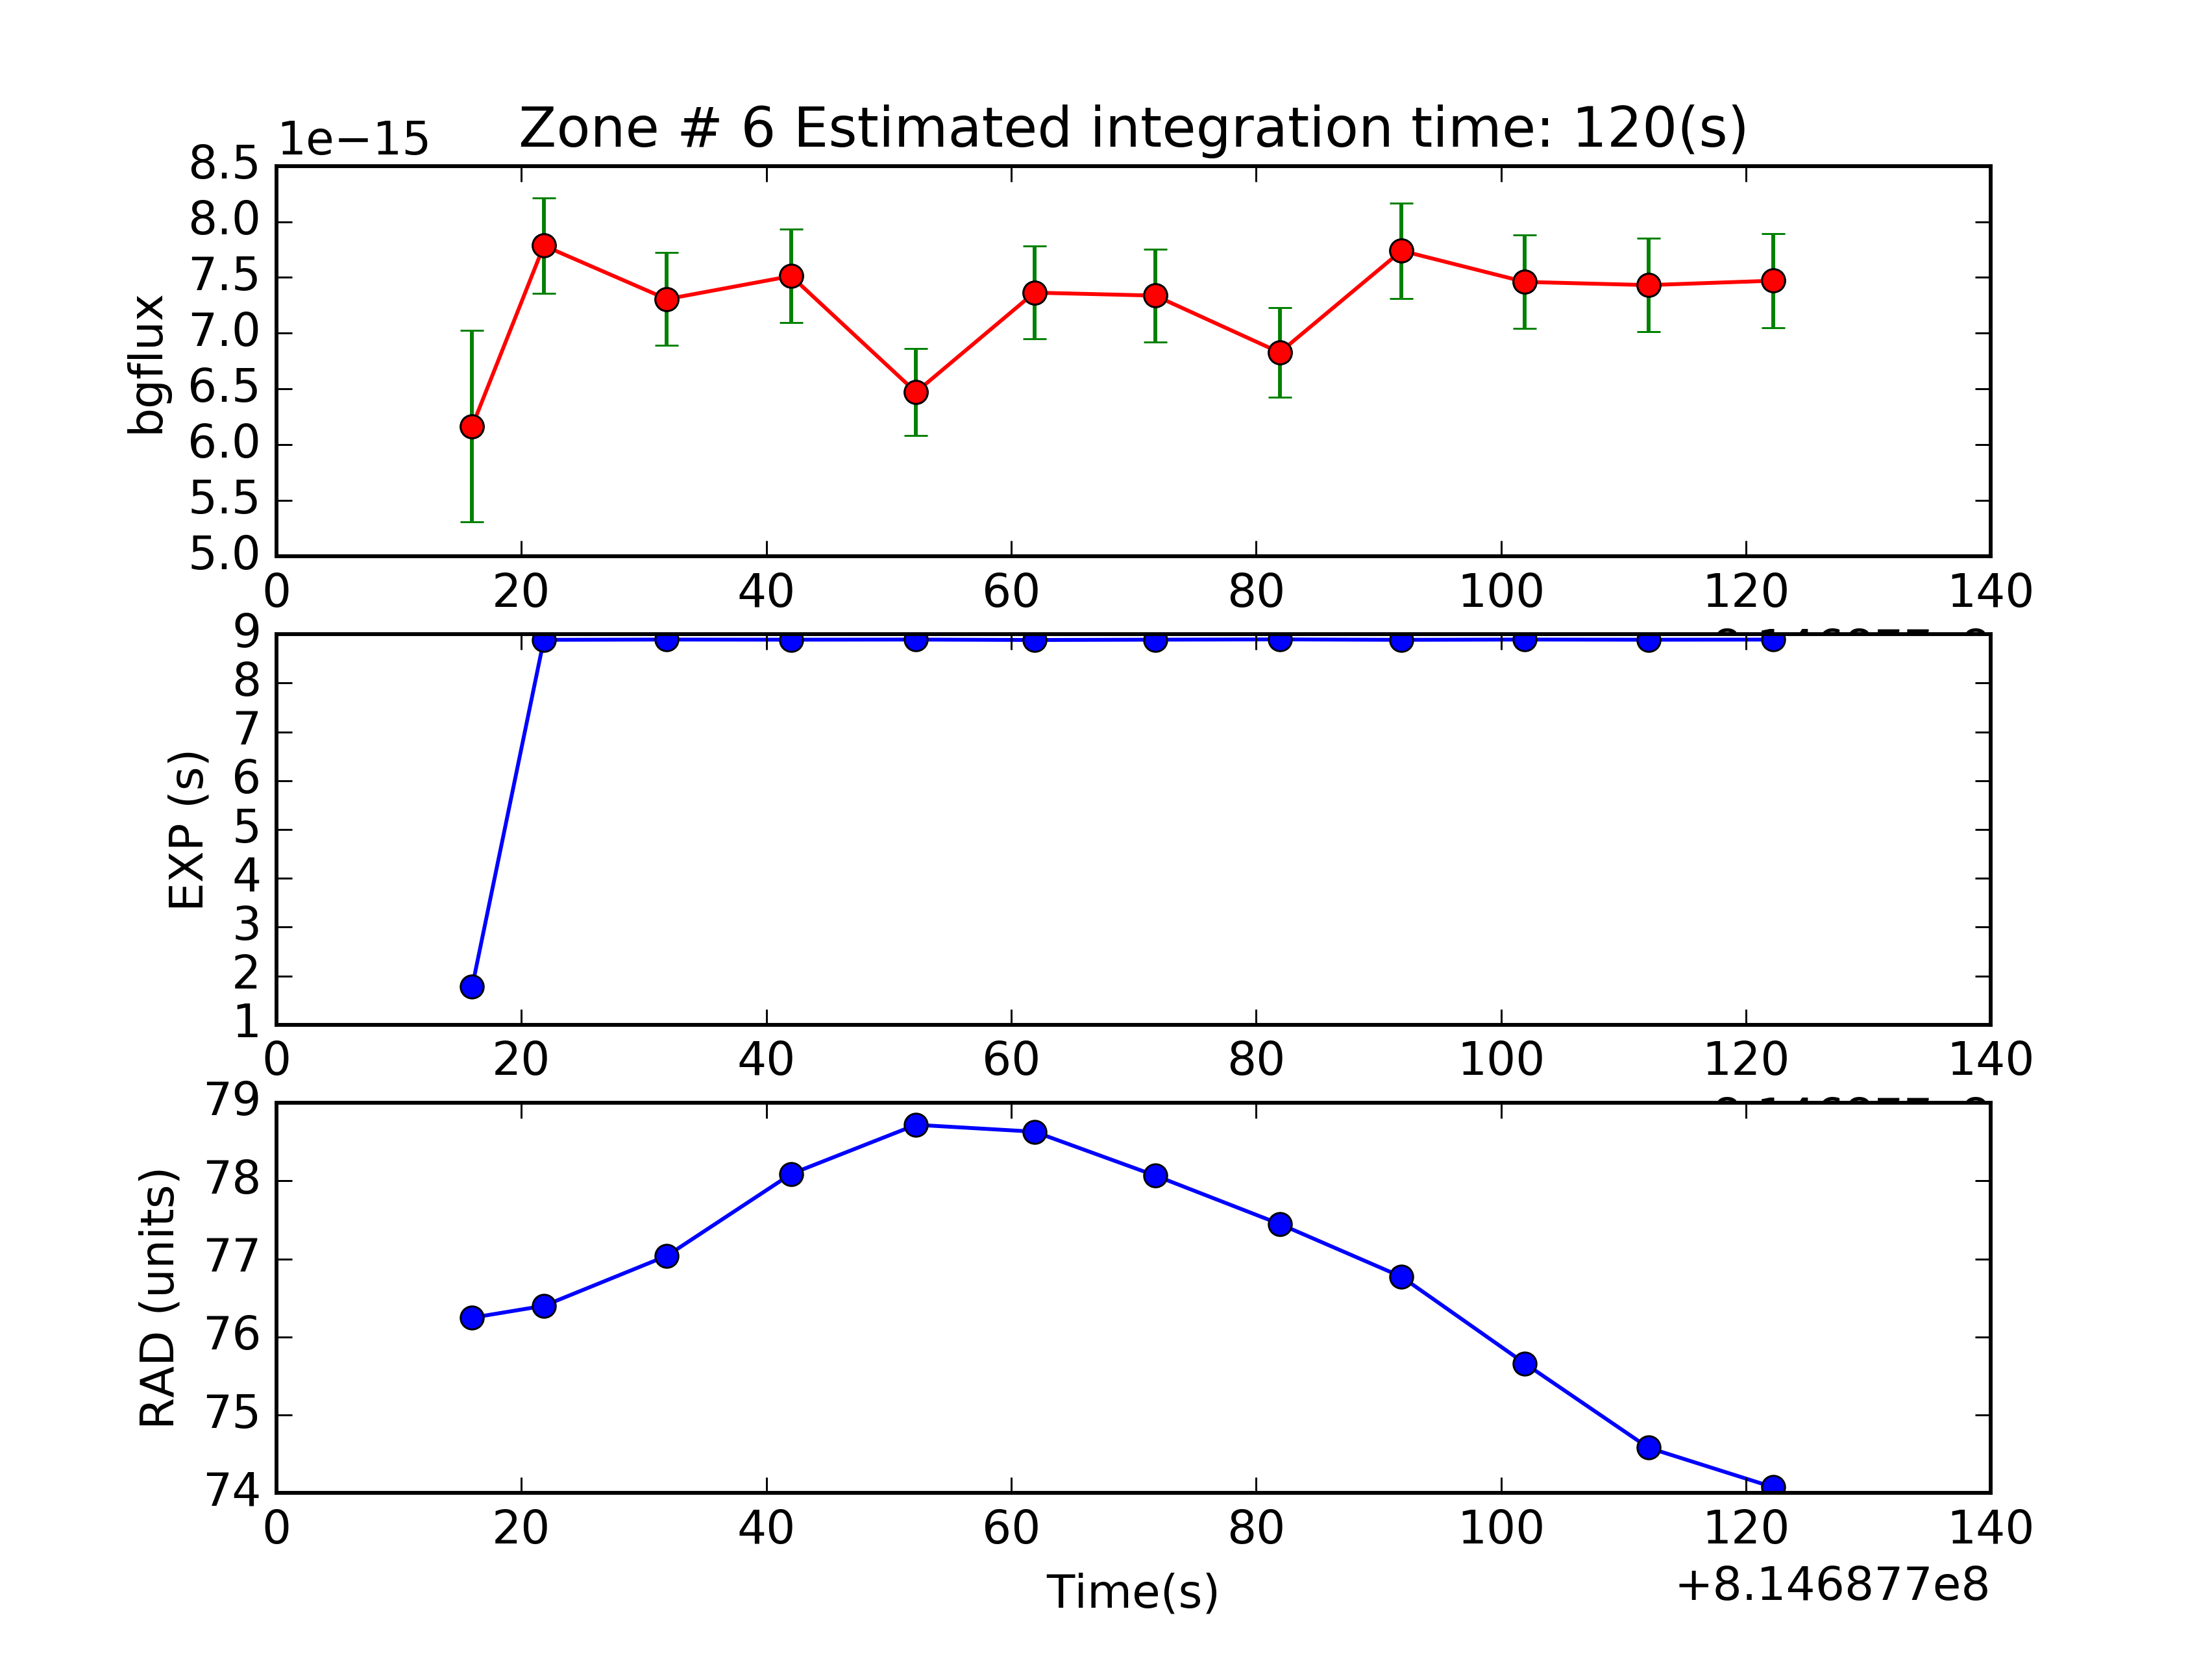 1e−15
Zone # 6 Estimated integration time: 120(s)
8.5
8.0
7.5
7.0
6.5
6.0
5.5
5.0
bgflux
0 20 40 60 80 100 120 140
9
8
7
6
5
4
3
2
1
EXP (s)
0 20 40 60 80 100 120 140
79
78
77
76
75
74
RAD (units)
0 20 40 60 80 100 120 140
Time(s)
+8.146877e8